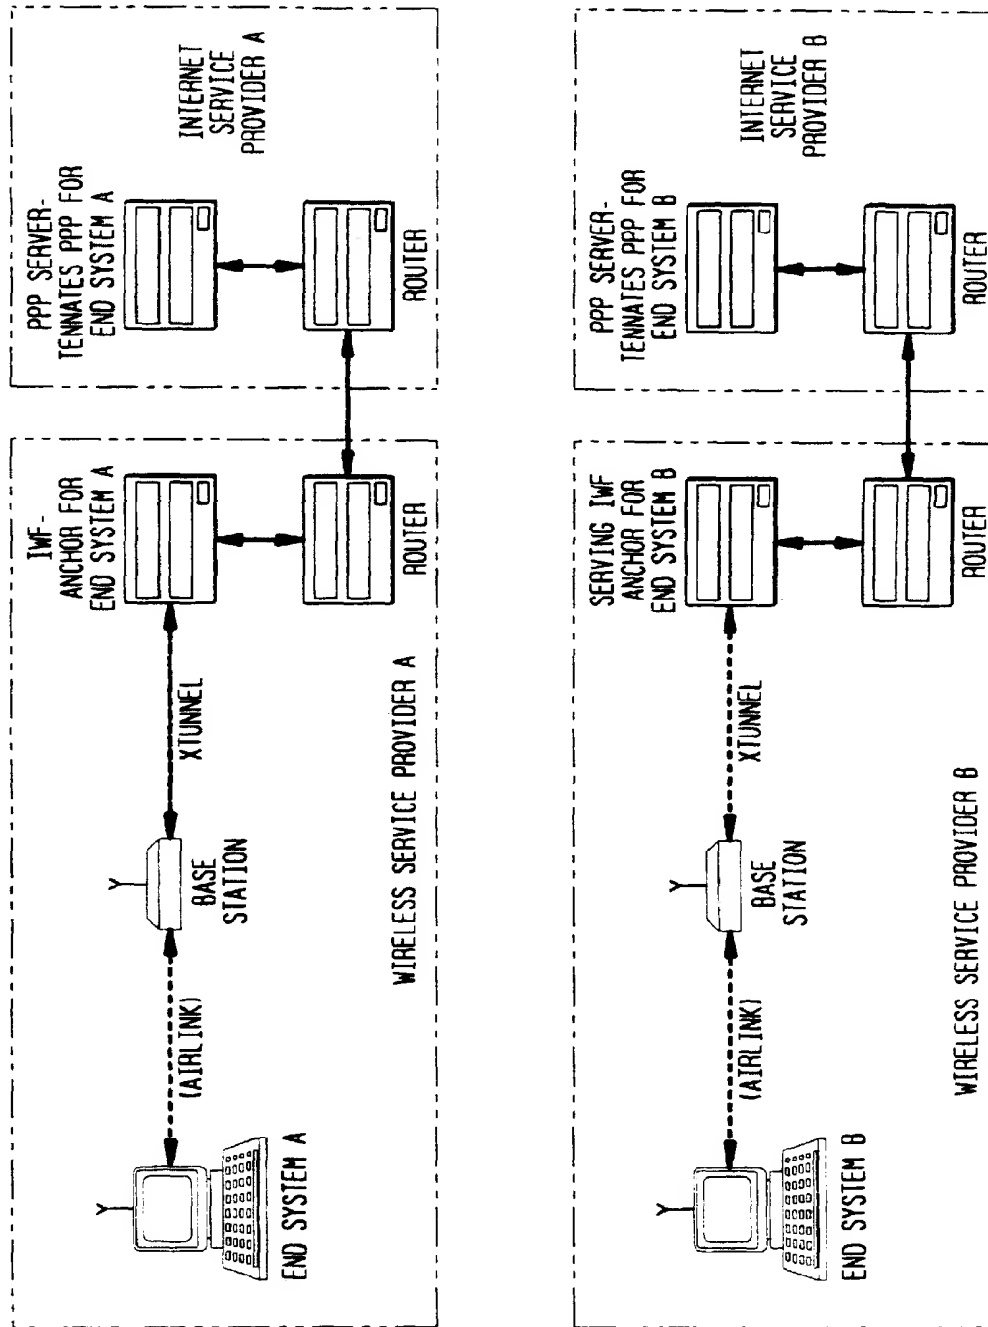 END SYSTEM A
(AIRLINK)
BASE
STATION
XTUNNEL
IWF-
ANCHOR FOR
END SYSTEM A
ROUTER
WIRELESS SERVICE PROVIDER A
PPP SERVER-
TENNATES PPP FOR
END SYSTEM A
ROUTER
INTERNET
SERVICE
PROVIDER A
END SYSTEM B
(AIRLINK)
BASE
STATION
XTUNNEL
SERVING IWF
ANCHOR FOR
END SYSTEM B
ROUTER
WIRELESS SERVICE PROVIDER B
PPP SERVER-
TENNATES PPP FOR
END SYSTEM B
ROUTER
INTERNET
SERVICE
PROVIDER B